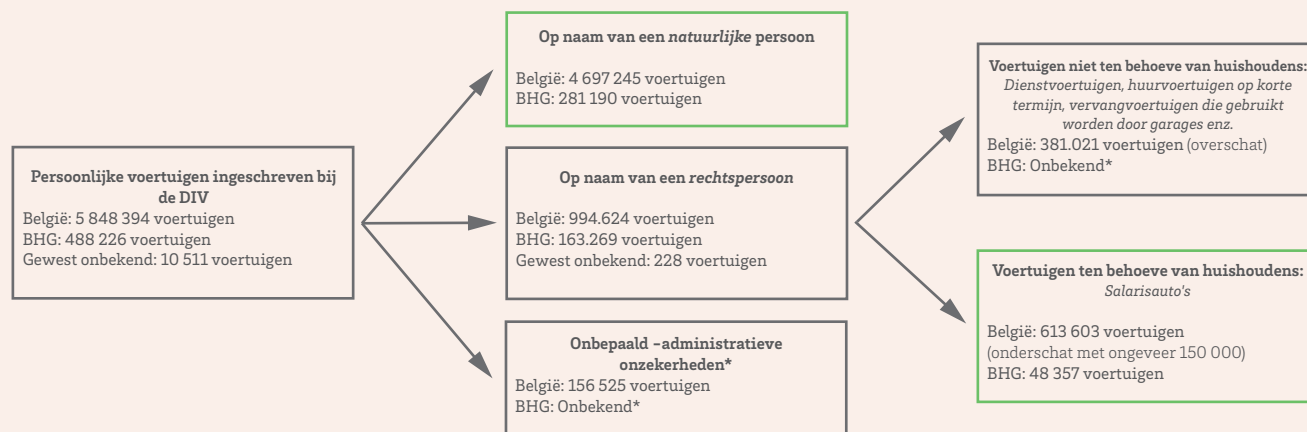 Persoonlijke voertuigen ingeschreven bij
de DIV
België: 5 848 394 voertuigen
BHG: 488 226 voertuigen
Gewest onbekend: 10 511 voertuigen
Op naam van een natuurlijke persoon
België: 4 697 245 voertuigen
BHG: 281 190 voertuigen
Op naam van een rechtspersoon
België: 994.624 voertuigen
BHG: 163.269 voertuigen
Gewest onbekend: 228 voertuigen
Onbepaald –administratieve
onzekerheden*
België: 156 525 voertuigen
BHG: Onbekend*
Voertuigen niet ten behoeve van huishoudens:
Dienstvoertuigen, huurvoertuigen op korte
termijn, vervangvoertuigen die gebruikt
worden door garages enz.
België: 381.021 voertuigen (overschat)
BHG: Onbekend*
Voertuigen ten behoeve van huishoudens:
Salarisauto's
België: 613 603 voertuigen
(onderschat met ongeveer 150 000)
BHG: 48 357 voertuigen